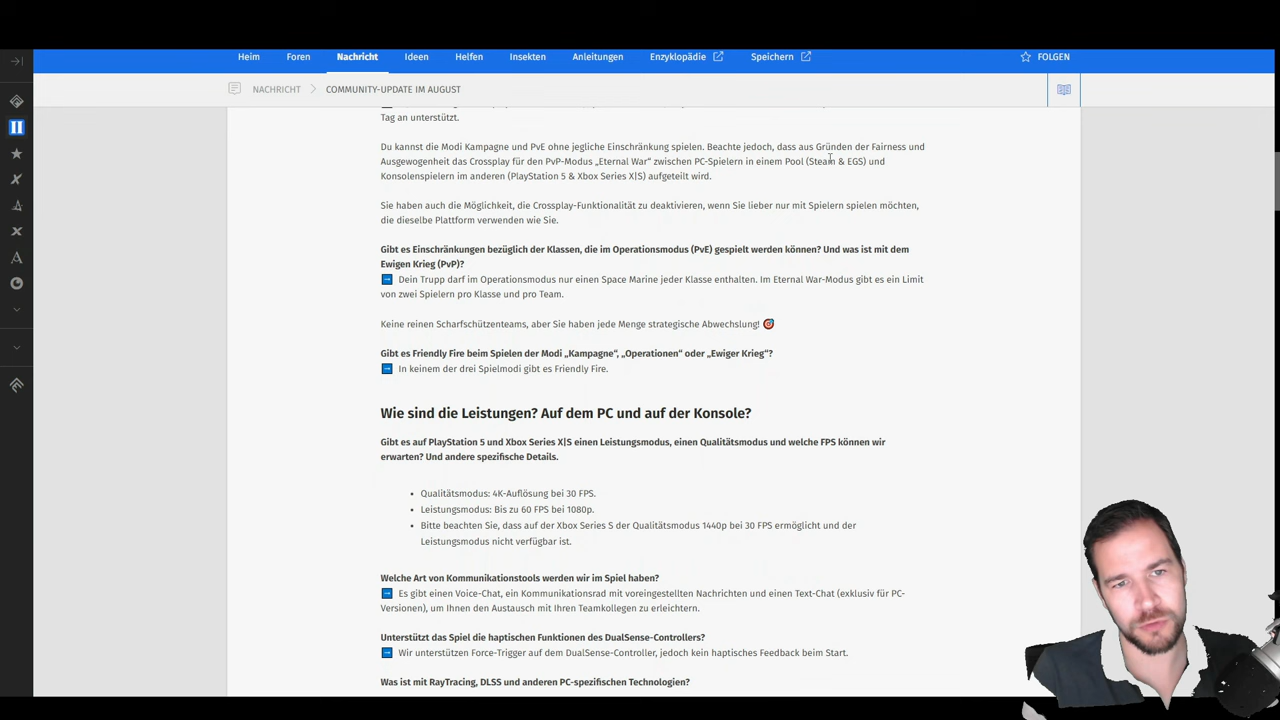 Heim Foren Nachricht Ideen Helfen Insekten Anleitungen Enzyklopädie Speichern FOLGEN
NACHRICHT COMMUNITY-UPDATE IM AUGUST
Tag an unterstützt.
Du kannst die Modi Kampagne und PvE ohne jegliche Einschränkung spielen. Beachte jedoch, dass aus Gründen der Fairness und
Ausgewogenheit das Crossplay für den PvP-Modus „Eternal War“ zwischen PC-Spielern in einem Pool (Steam & EGS) und
Konsolenspielern im anderen (PlayStation 5 & Xbox Series X|S) aufgeteilt wird.
Sie haben auch die Möglichkeit, die Crossplay-Funktionalität zu deaktivieren, wenn Sie lieber nur mit Spielern spielen möchten,
die dieselbe Plattform verwenden wie Sie.
Gibt es Einschränkungen bezüglich der Klassen, die im Operationsmodus (PvE) gespielt werden können? Und was ist mit dem
Ewigen Krieg (PvP)?
Dein Trupp darf im Operationsmodus nur einen Space Marine jeder Klasse enthalten. Im Eternal War-Modus gibt es ein Limit
von zwei Spielern pro Klasse und pro Team.
Keine reinen Scharfschützenteams, aber Sie haben jede Menge strategische Abwechslung!
Gibt es Friendly Fire beim Spielen der Modi „Kampagne“, „Operationen“ oder „Ewiger Krieg“?
In keinem der drei Spielmodi gibt es Friendly Fire.
Wie sind die Leistungen? Auf dem PC und auf der Konsole?
Gibt es auf PlayStation 5 und Xbox Series X|S einen Leistungsmodus, einen Qualitätsmodus und welche FPS können wir
erwarten? Und andere spezifische Details.
• Qualitätsmodus: 4K-Auflösung bei 30 FPS.
• Leistungsmodus: Bis zu 60 FPS bei 1080p.
• Bitte beachten Sie, dass auf der Xbox Series S der Qualitätsmodus 1440p bei 30 FPS ermöglicht und der
Leistungsmodus nicht verfügbar ist.
Welche Art von Kommunikationstools werden wir im Spiel haben?
Es gibt einen Voice-Chat, ein Kommunikationsrad mit voreingestellten Nachrichten und einen Text-Chat (exklusiv für PC-
Versionen), um Ihnen den Austausch mit Ihren Teamkollegen zu erleichtern.
Unterstützt das Spiel die haptischen Funktionen des DualSense-Controllers?
Wir unterstützen Force-Trigger auf dem DualSense-Controller, jedoch kein haptisches Feedback beim Start.
Was ist mit RayTracing, DLSS und anderen PC-spezifischen Technologien?